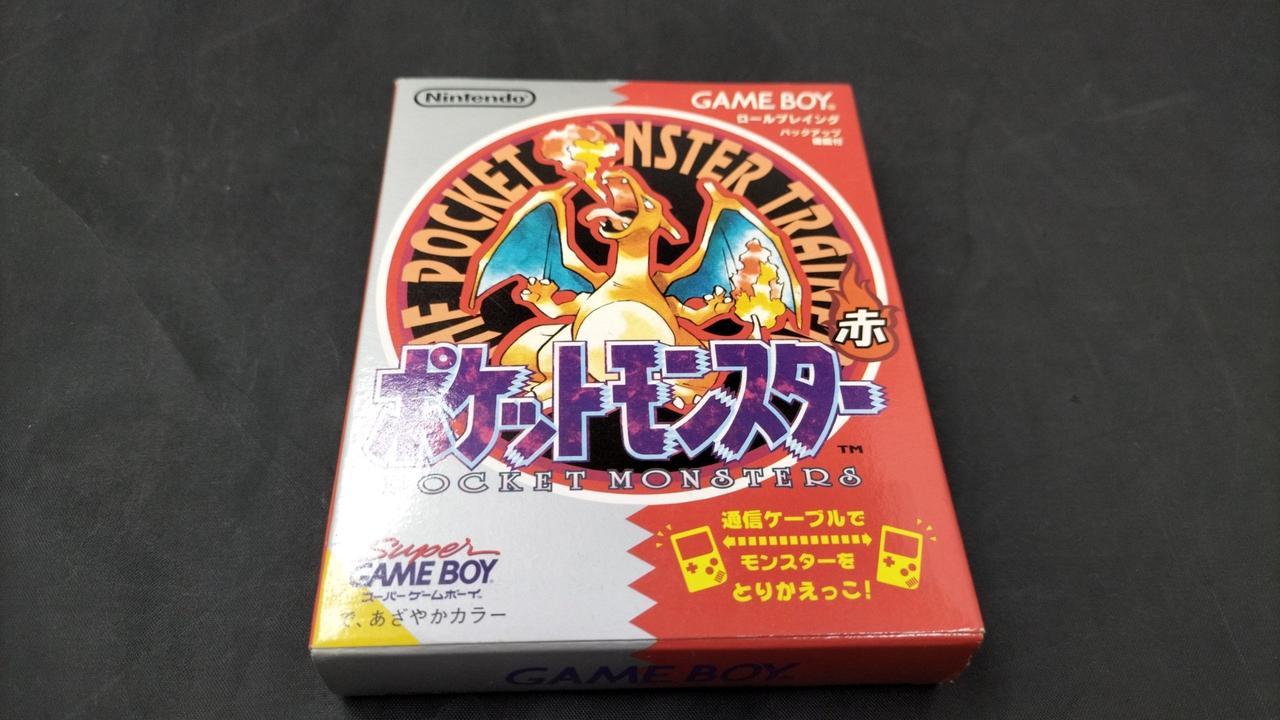 Nintendo
GAME BOY
ロールプレイング
バックアップ
機能付
THE POCKET MONSTER TRAINER
赤
ポケットモンスター
TM
POCKET MONSTERS
通信ケーブルで
モンスターを
とりかえっこ!
Super
GAME BOY
スーパーゲームボーイ
で、あざやかカラー
GAME BOY